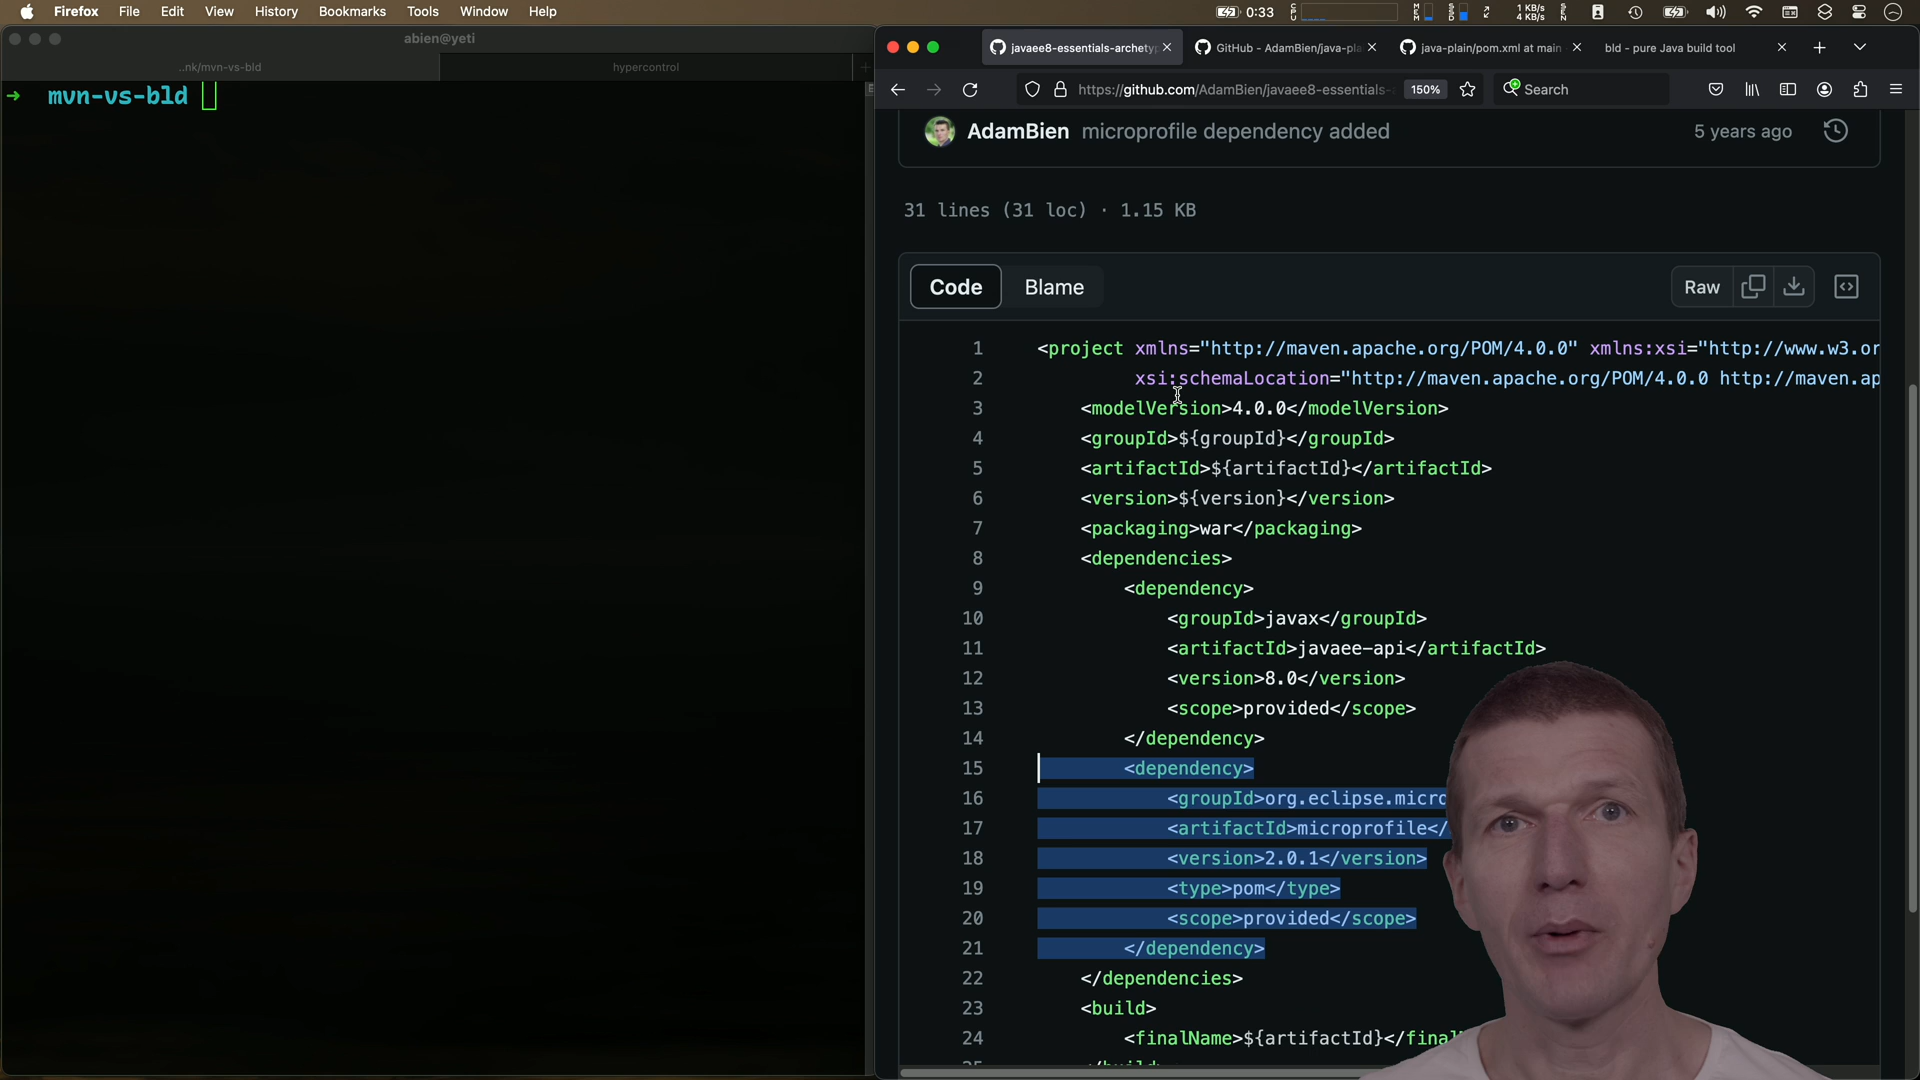 Firefox File Edit View History Bookmarks Tools Window Help
0:33
1 KB/s
4 KB/s
abien@yeti
..nk/mvn-vs-bld
hypercontrol
➜ mvn-vs-bld
javaee8-essentials-archety
GitHub - AdamBien/java-pla
java-plain/pom.xml at main
bld - pure Java build tool
https://github.com/AdamBien/javaee8-essentials-
150%
Search
AdamBien microprofile dependency added
5 years ago
31 lines (31 loc) · 1.15 KB
Code
Blame
Raw
1 <project xmlns="http://maven.apache.org/POM/4.0.0" xmlns:xsi="http://www.w3.or
2 xsi:schemaLocation="http://maven.apache.org/POM/4.0.0 http://maven.ap
3 <modelVersion>4.0.0</modelVersion>
4 <groupId>${groupId}</groupId>
5 <artifactId>${artifactId}</artifactId>
6 <version>${version}</version>
7 <packaging>war</packaging>
8 <dependencies>
9 <dependency>
10 <groupId>javax</groupId>
11 <artifactId>javaee-api</artifactId>
12 <version>8.0</version>
13 <scope>provided</scope>
14 </dependency>
15 <dependency>
16 <groupId>org.eclipse.micro
17 <artifactId>microprofile</
18 <version>2.0.1</version>
19 <type>pom</type>
20 <scope>provided</scope>
21 </dependency>
22 </dependencies>
23 <build>
24 <finalName>${artifactId}</final